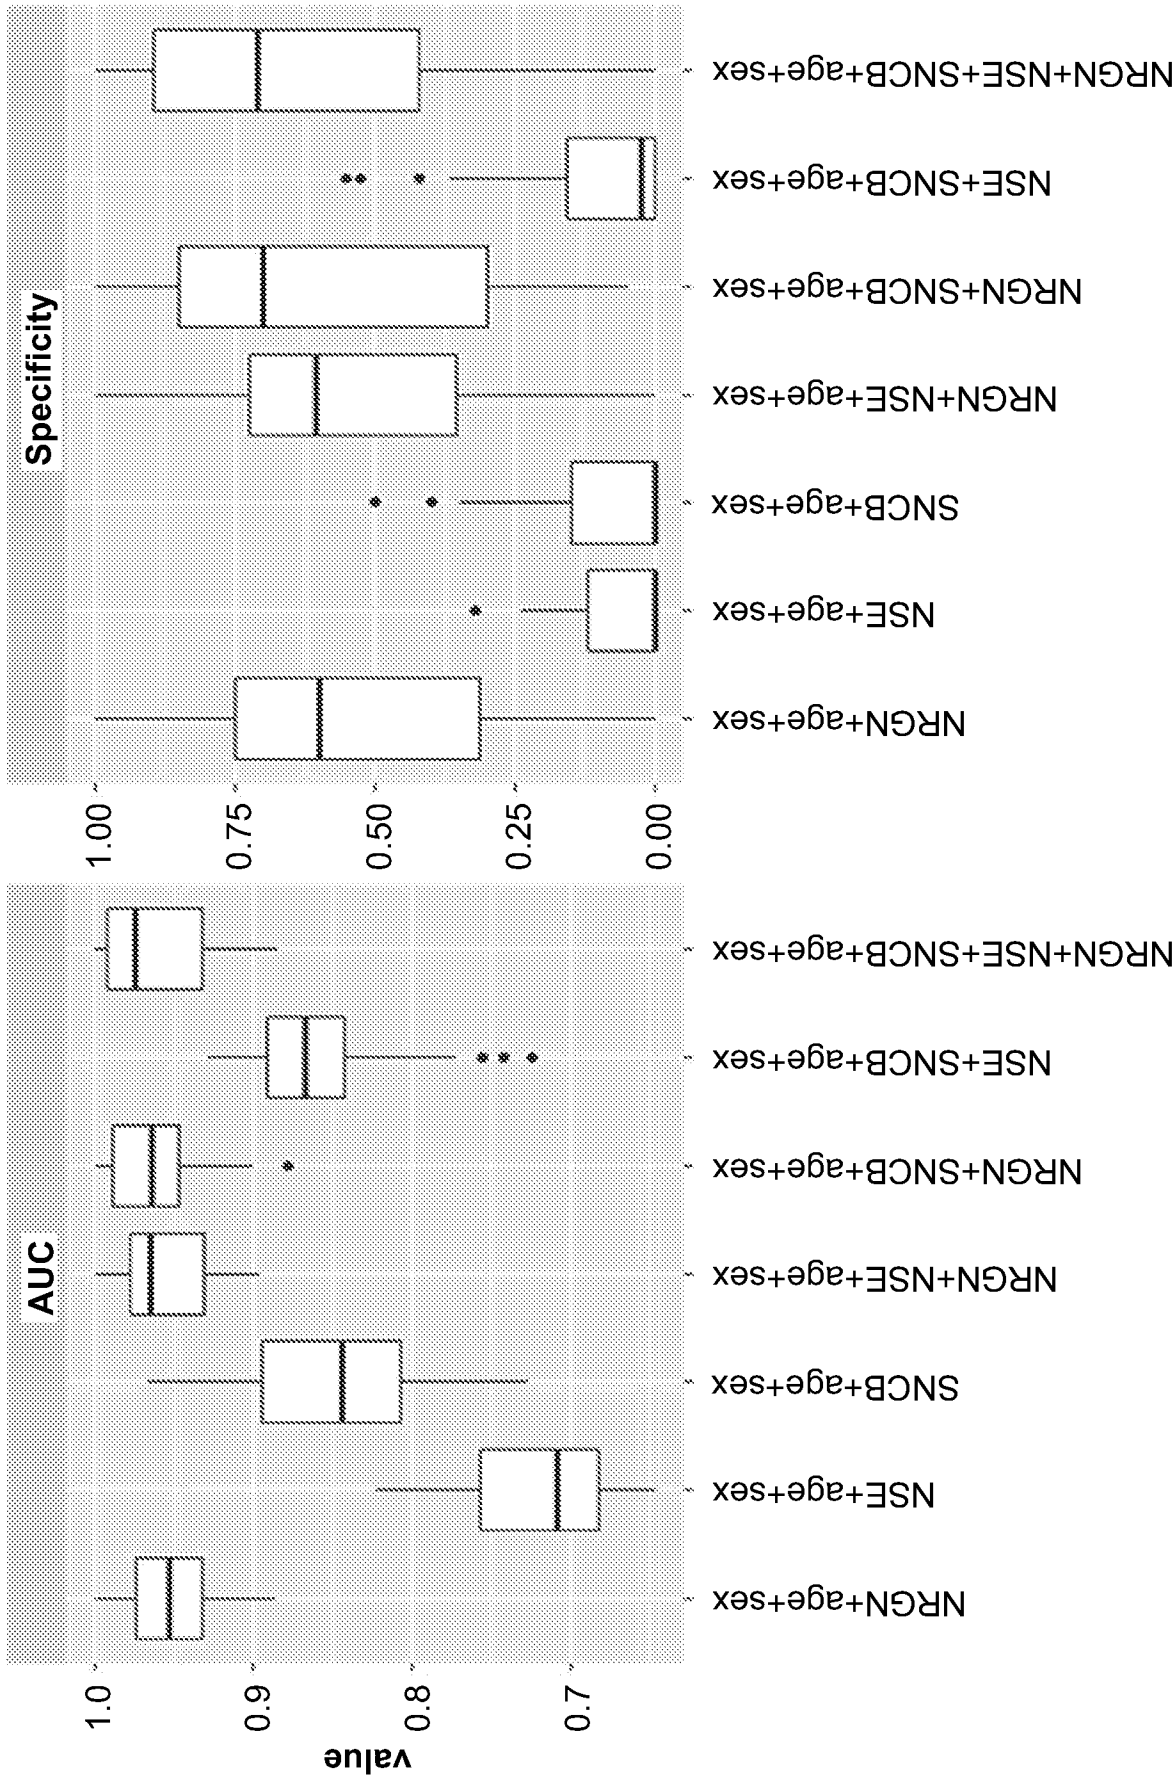 AUC
Specificity
value
1.0
0.9
0.8
0.7
NRGN+age+sex
NSE+age+sex
SNCB+age+sex
NRGN+NSE+age+sex
NRGN+SNCB+age+sex
NSE+SNCB+age+sex
NRGN+NSE+SNCB+age+sex
1.00
0.75
0.50
0.25
0.00
NRGN+age+sex
NSE+age+sex
SNCB+age+sex
NRGN+NSE+age+sex
NRGN+SNCB+age+sex
NSE+SNCB+age+sex
NRGN+NSE+SNCB+age+sex